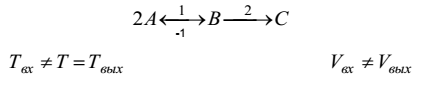 2A ⟷ B ⟶ C (1, -1, 2)
T_вх ≠ T = T_вых V_вх ≠ V_вых